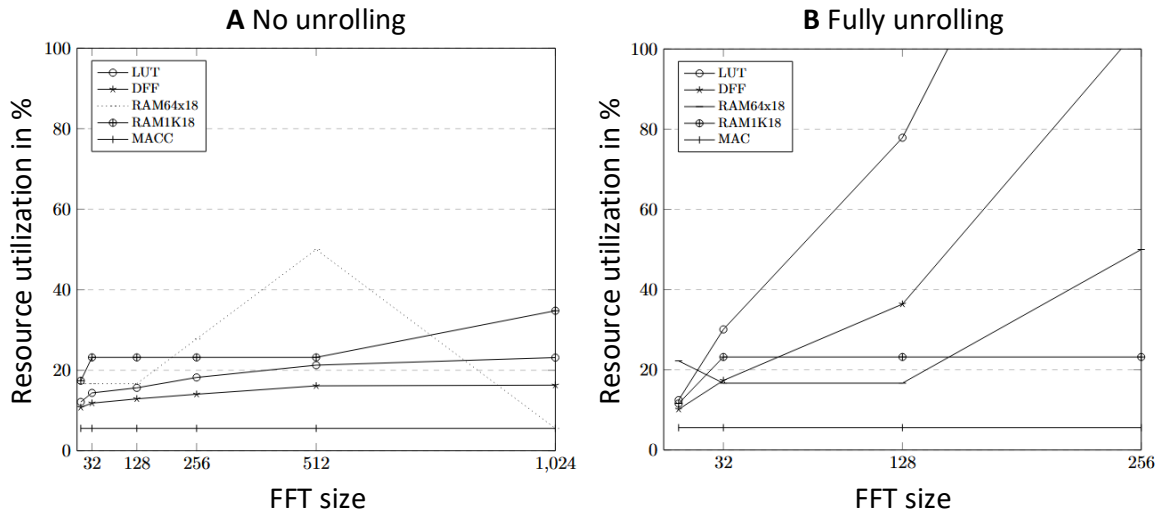 A No unrolling
Resource utilization in %
100
80
60
40
20
0
LUT
DFF
RAM64x18
RAM1K18
MACC
32
128
256
512
1,024
FFT size
B Fully unrolling
Resource utilization in %
100
80
60
40
20
0
LUT
DFF
RAM64x18
RAM1K18
MAC
32
128
256
FFT size